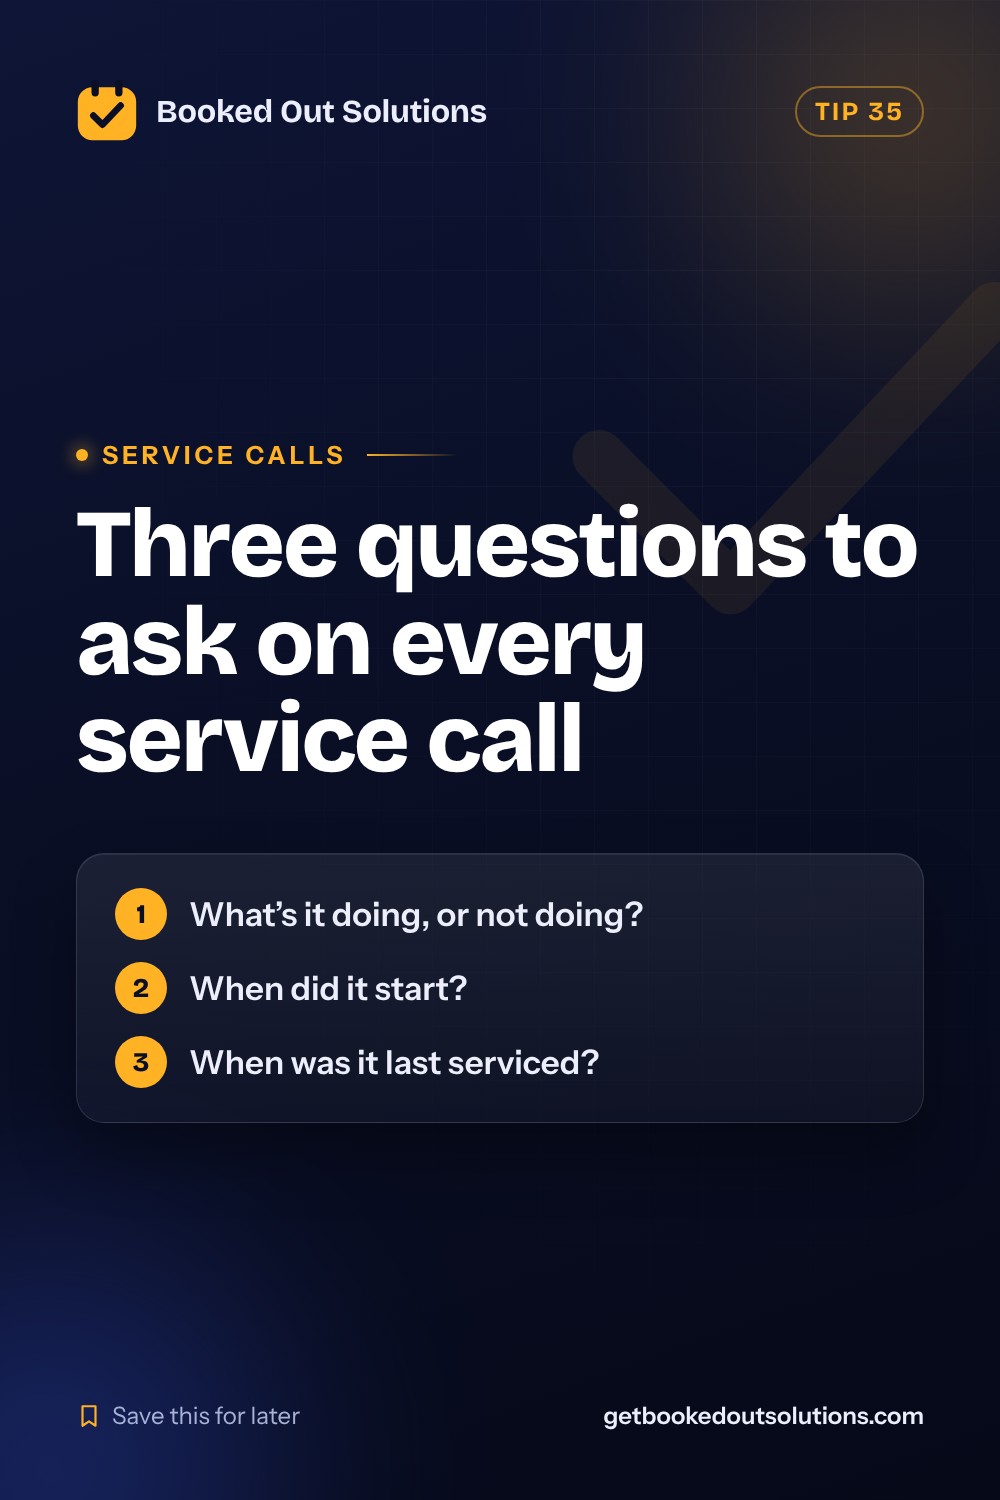 Booked Out Solutions
TIP 35
SERVICE CALLS
Three questions to
ask on every
service call
1 What’s it doing, or not doing?
2 When did it start?
3 When was it last serviced?
Save this for later
getbookedoutsolutions.com